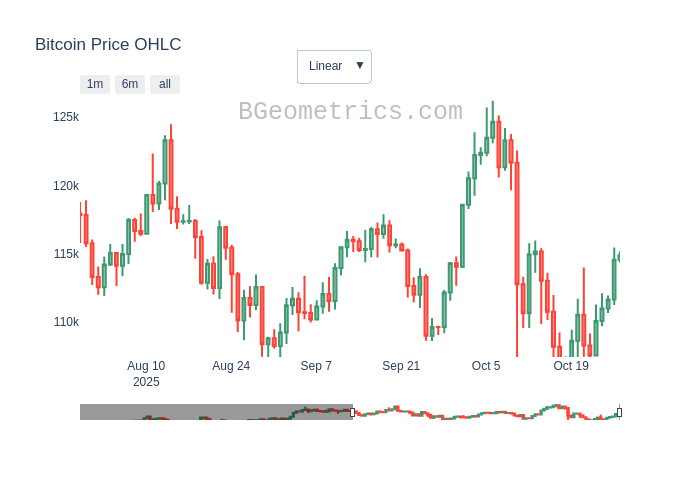 Bitcoin Price OHLC
Linear ▼
1m 6m all
BGeometrics.com
125k
120k
115k
110k
Aug 10 Aug 24 Sep 7 Sep 21 Oct 5 Oct 19
2025